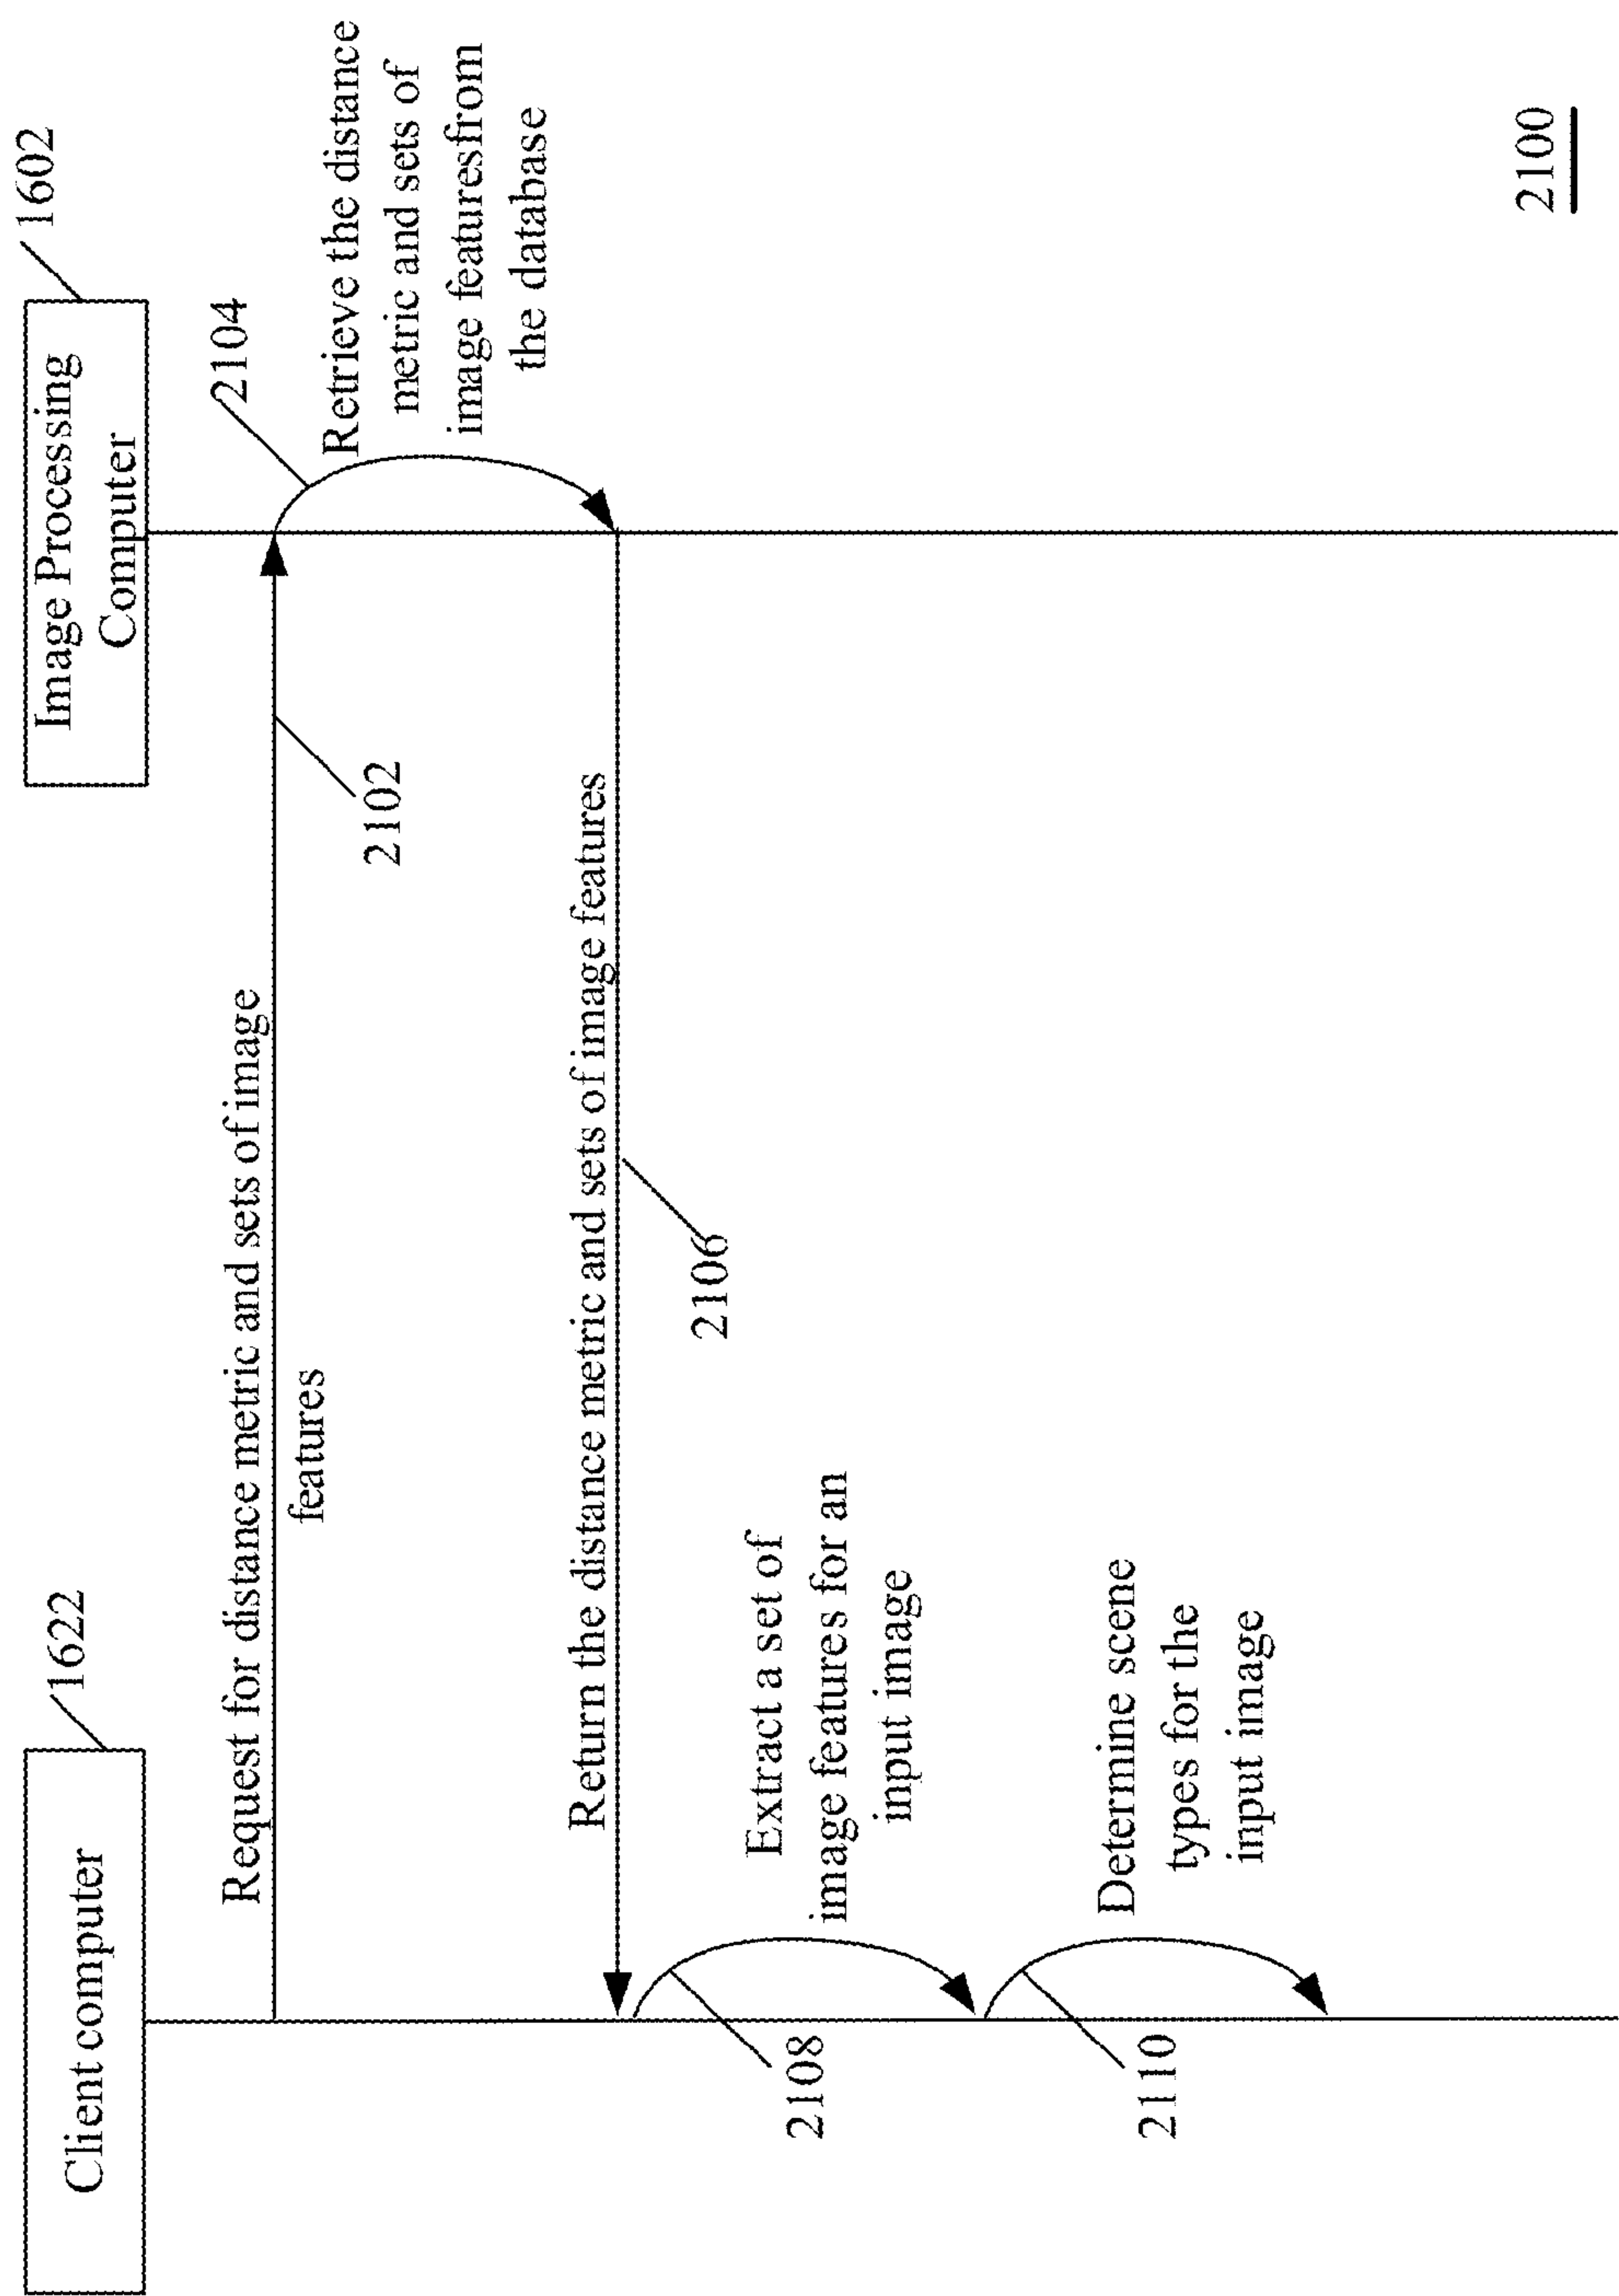 Client computer
1622
Image Processing
Computer
1602
Request for distance metric and sets of image
features
2102
2104
Retrieve the distance
metric and sets of
image featuresfrom
the database
Return the distance metric and sets of image features
2106
2108
Extract a set of
image features for an
input image
2110
Determine scene
types for the
input image
2100